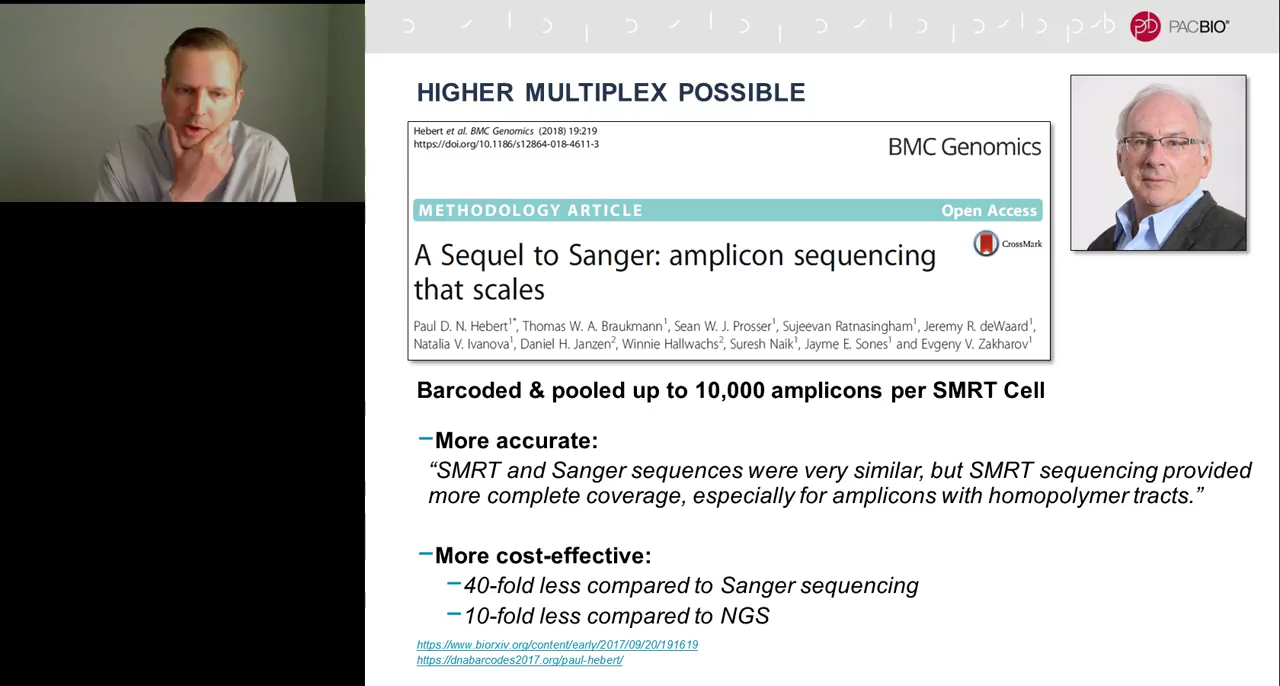 PACBIO®
HIGHER MULTIPLEX POSSIBLE
Hebert et al. BMC Genomics (2018) 19:219
https://doi.org/10.1186/s12864-018-4611-3
BMC Genomics
METHODOLOGY ARTICLE
Open Access
CrossMark
A Sequel to Sanger: amplicon sequencing
that scales
Paul D. N. Hebert1*, Thomas W. A. Braukmann1, Sean W. J. Prosser1, Sujeevan Ratnasingham1, Jeremy R. deWaard1,
Natalia V. Ivanova1, Daniel H. Janzen2, Winnie Hallwachs2, Suresh Naik1, Jayme E. Sones1 and Evgeny V. Zakharov1
Barcoded & pooled up to 10,000 amplicons per SMRT Cell
–More accurate:
“SMRT and Sanger sequences were very similar, but SMRT sequencing provided
more complete coverage, especially for amplicons with homopolymer tracts.”
–More cost-effective:
–40-fold less compared to Sanger sequencing
–10-fold less compared to NGS
https://www.biorxiv.org/content/early/2017/09/20/191619
https://dnabarcodes2017.org/paul-hebert/